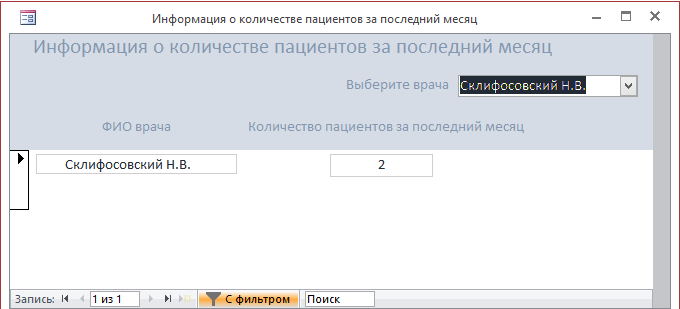 Информация о количестве пациентов за последний месяц
Информация о количестве пациентов за последний месяц
Выберите врача Склифосовский Н.В.
ФИО врача Количество пациентов за последний месяц
Склифосовский Н.В. 2
Запись: 1 из 1 С фильтром Поиск